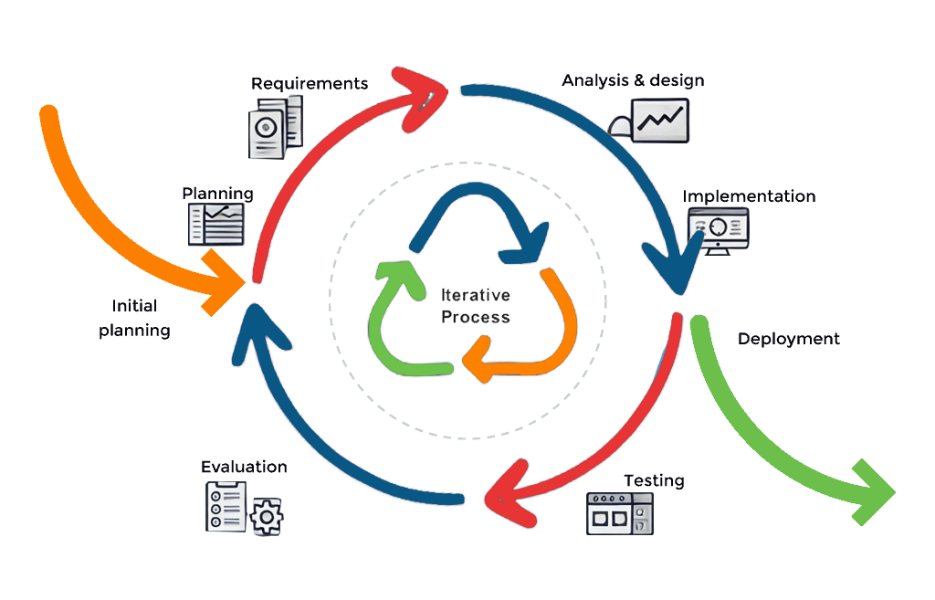 Requirements
Analysis & design
Planning
Implementation
Initial
planning
Iterative
Process
Deployment
Evaluation
Testing